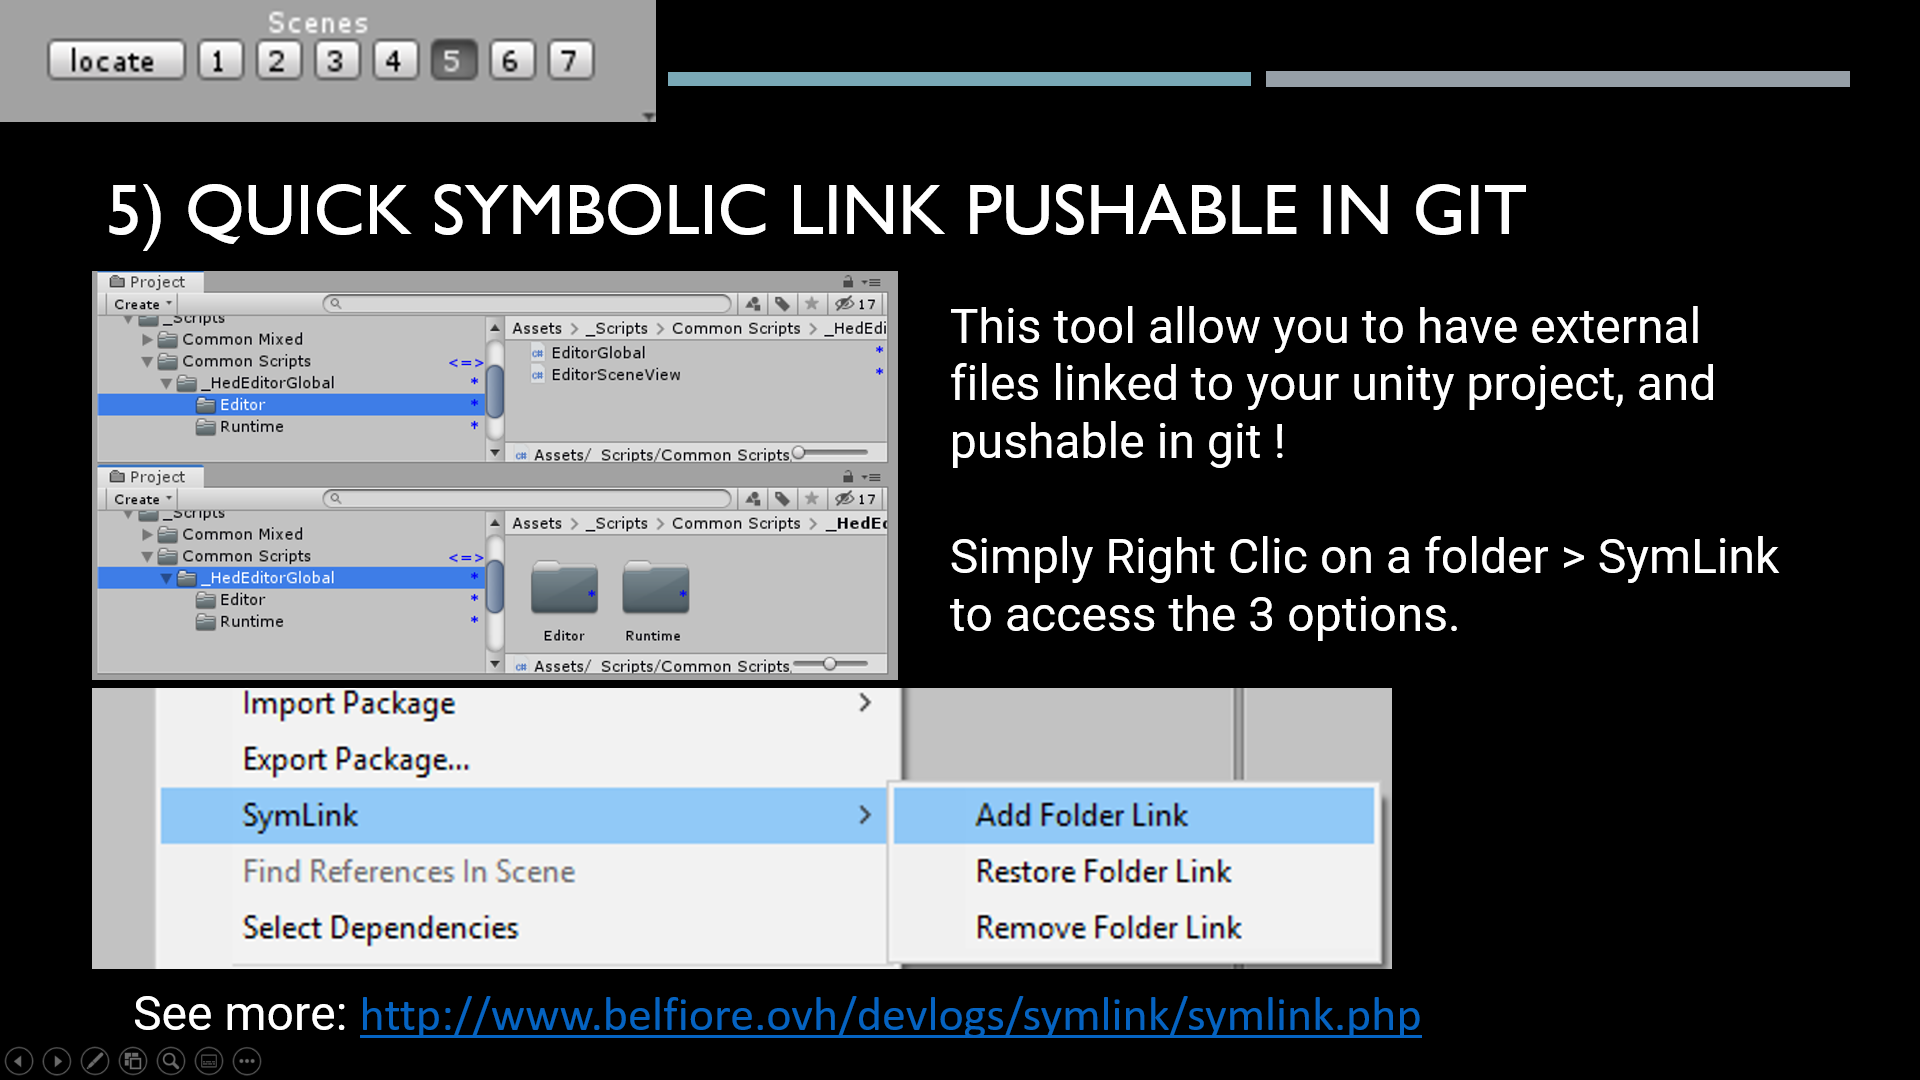 Scenes
locate 1 2 3 4 5 6 7
5) QUICK SYMBOLIC LINK PUSHABLE IN GIT
Project
Create 17
_Scripts
Common Mixed
Common Scripts <=>
_HedEditorGlobal *
Editor *
Runtime *
Assets > _Scripts > Common Scripts > _HedEdi
EditorGlobal *
EditorSceneView *
Assets/_Scripts/Common Scripts/
Project
Create 17
_Scripts
Common Mixed
Common Scripts <=>
_HedEditorGlobal *
Editor *
Runtime *
Assets > _Scripts > Common Scripts > _HedEd
Editor Runtime
Assets/_Scripts/Common Scripts/
This tool allow you to have external
files linked to your unity project, and
pushable in git !
Simply Right Clic on a folder > SymLink
to access the 3 options.
Import Package >
Export Package...
SymLink >
Find References In Scene
Select Dependencies
Add Folder Link
Restore Folder Link
Remove Folder Link
See more: http://www.belfiore.ovh/devlogs/symlink/symlink.php